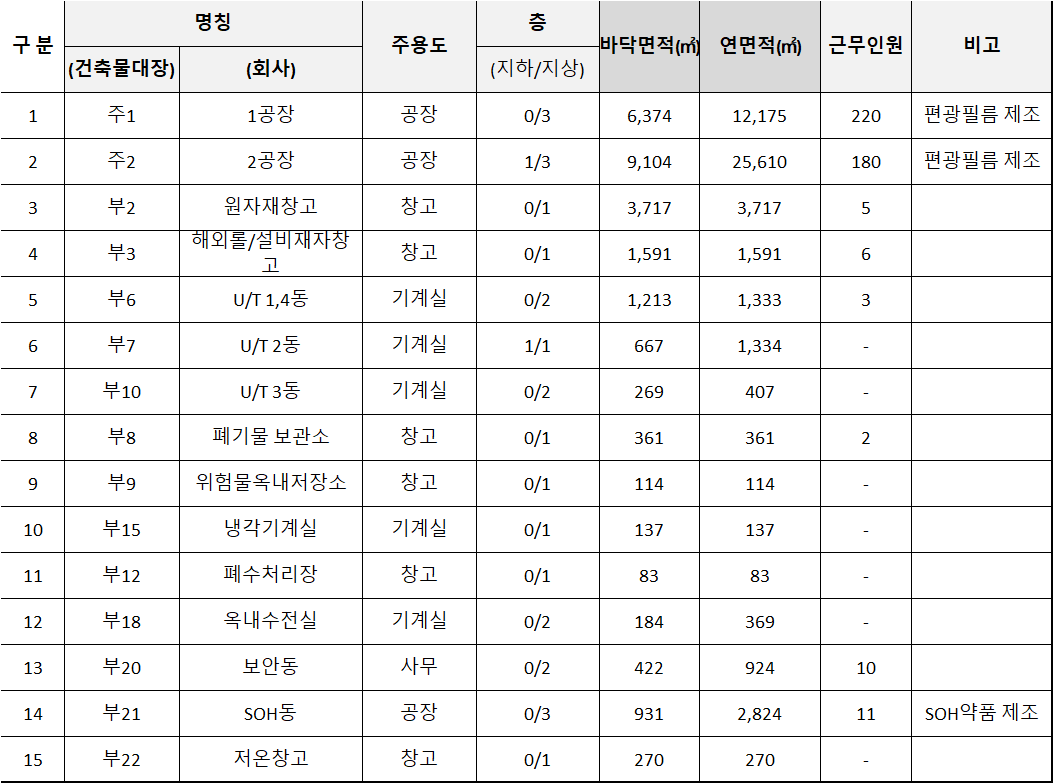 구 분 명칭 주용도 층 바닥면적(㎡) 연면적(㎡) 근무인원 비고
(건축물대장) (회사) (지하/지상)
1 주1 1공장 공장 0/3 6,374 12,175 220 편광필름 제조
2 주2 2공장 공장 1/3 9,104 25,610 180 편광필름 제조
3 부2 원자재창고 창고 0/1 3,717 3,717 5
4 부3 해외롤/설비재자창 창고 0/1 1,591 1,591 6
고
5 부6 U/T 1,4동 기계실 0/2 1,213 1,333 3
6 부7 U/T 2동 기계실 1/1 667 1,334 -
7 부10 U/T 3동 기계실 0/2 269 407 -
8 부8 폐기물 보관소 창고 0/1 361 361 2
9 부9 위험물옥내저장소 창고 0/1 114 114 -
10 부15 냉각기계실 기계실 0/1 137 137 -
11 부12 폐수처리장 창고 0/1 83 83 -
12 부18 옥내수전실 기계실 0/2 184 369 -
13 부20 보안동 사무 0/2 422 924 10
14 부21 SOH동 공장 0/3 931 2,824 11 SOH약품 제조
15 부22 저온창고 창고 0/1 270 270 -